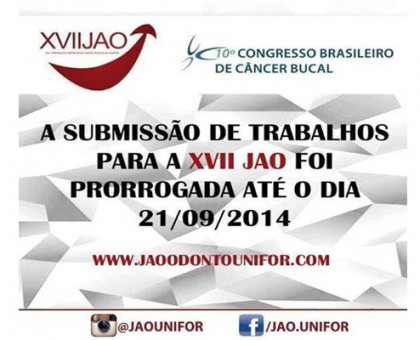 XVIIJAO
10º CONGRESSO BRASILEIRO
DE CÂNCER BUCAL
A SUBMISSÃO DE TRABALHOS
PARA A XVII JAO FOI
PRORROGADA ATÉ O DIA
21/09/2014
WWW.JAOODONTOUNIFOR.COM
@JAOUNIFOR
/JAO.UNIFOR